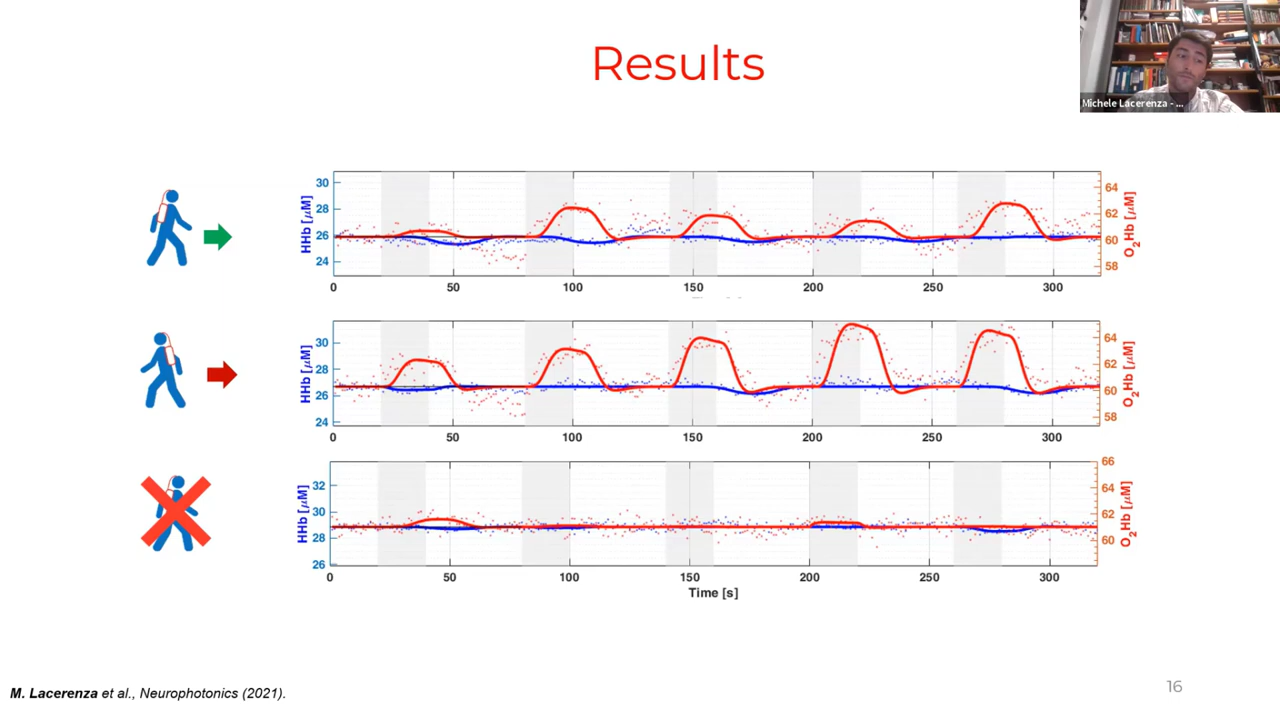 Results
Michele Lacerenza - ...
30
28
26
24
HHb [μM]
64
62
60
58
O2Hb [μM]
0 50 100 150 200 250 300
30
28
26
24
HHb [μM]
64
62
60
58
O2Hb [μM]
0 50 100 150 200 250 300
32
30
28
26
HHb [μM]
66
64
62
60
O2Hb [μM]
0 50 100 150 200 250 300
Time [s]
M. Lacerenza et al., Neurophotonics (2021).
16